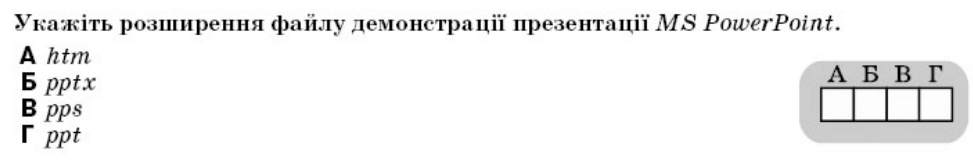 Укажіть розширення файлу демонстрації презентації MS PowerPoint.
А htm
Б pptx
В pps
Г ppt
А Б В Г